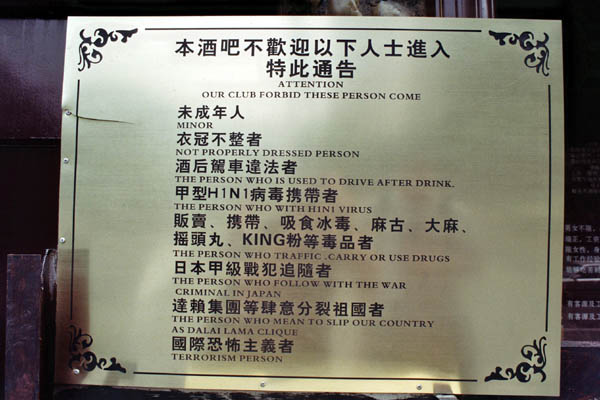 本酒吧不歡迎以下人士進入
特此通告
ATTENTION
OUR CLUB FORBID THESE PERSON COME
未成年人
MINOR
衣冠不整者
NOT PROPERLY DRESSED PERSON
酒后駕車違法者
THE PERSON WHO IS USED TO DRIVE AFTER DRINK.
甲型H1N1病毒携帶者
THE PERSON WHO WITH H1N1 VIRUS
販賣、携帶、吸食冰毒、麻古、大麻、
摇頭丸、KING粉等毒品者
THE PERSON WHO TRAFFIC .CARRY OR USE DRUGS
日本甲級戰犯追隨者
THE PERSON WHO FOLLOW WITH THE WAR
CRIMINAL IN JAPAN
達賴集團等肆意分裂祖國者
THE PERSON WHO MEAN TO SLIP OUR COUNTRY
AS DALAI LAMA CLIQUE
國際恐怖主義者
TERRORISM PERSON